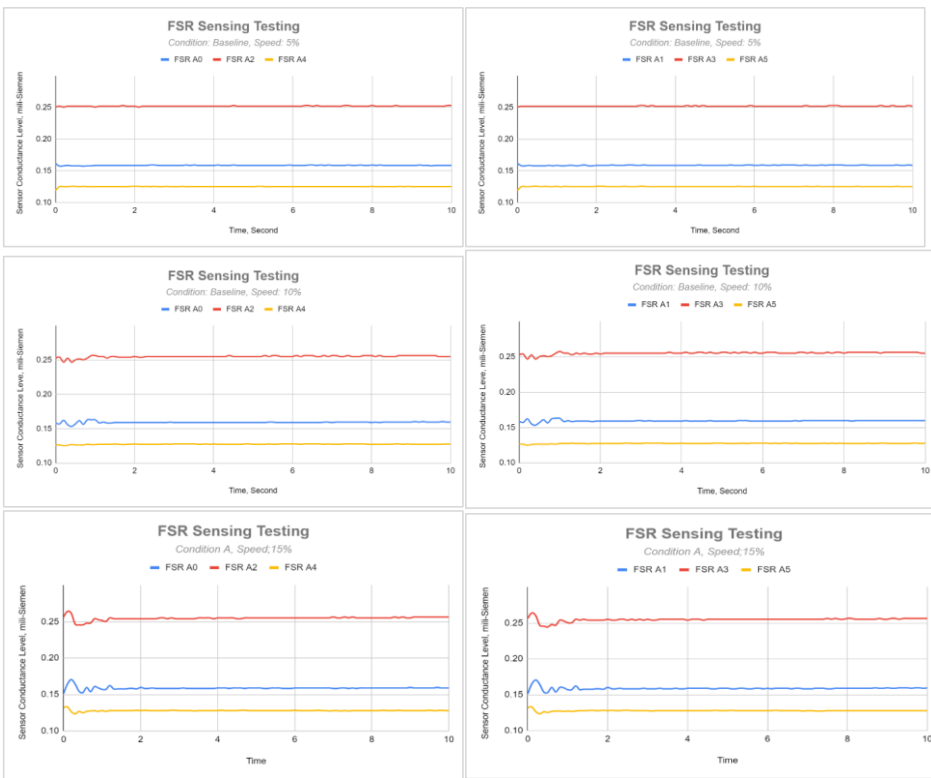 FSR Sensing Testing
Condition: Baseline, Speed: 5%
FSR A0 FSR A2 FSR A4
Sensor Conductance Level, mili-Siemen
0.25
0.20
0.15
0.10
0 2 4 6 8 10
Time, Second
FSR Sensing Testing
Condition: Baseline, Speed: 5%
FSR A1 FSR A3 FSR A5
Sensor Conductance Level, mili-Siemen
0.25
0.20
0.15
0.10
0 2 4 6 8 10
Time, Second
FSR Sensing Testing
Condition: Baseline, Speed: 10%
FSR A0 FSR A2 FSR A4
Sensor Conductance Leve, mili-Siemen
0.25
0.20
0.15
0.10
0 2 4 6 8 10
Time, Second
FSR Sensing Testing
Condition: Baseline, Speed: 10%
FSR A1 FSR A3 FSR A5
Sensor Conductance Level, mili-Siemen
0.25
0.20
0.15
0.10
0 2 4 6 8 10
Time, Second
FSR Sensing Testing
Condition A, Speed;15%
FSR A0 FSR A2 FSR A4
Sensor Conductance Level, mili-Siemen
0.25
0.20
0.15
0.10
0 2 4 6 8 10
Time
FSR Sensing Testing
Condition A, Speed;15%
FSR A1 FSR A3 FSR A5
Sensor Conductance Level, mili-Siemen
0.25
0.20
0.15
0.10
0 2 4 6 8 10
Time